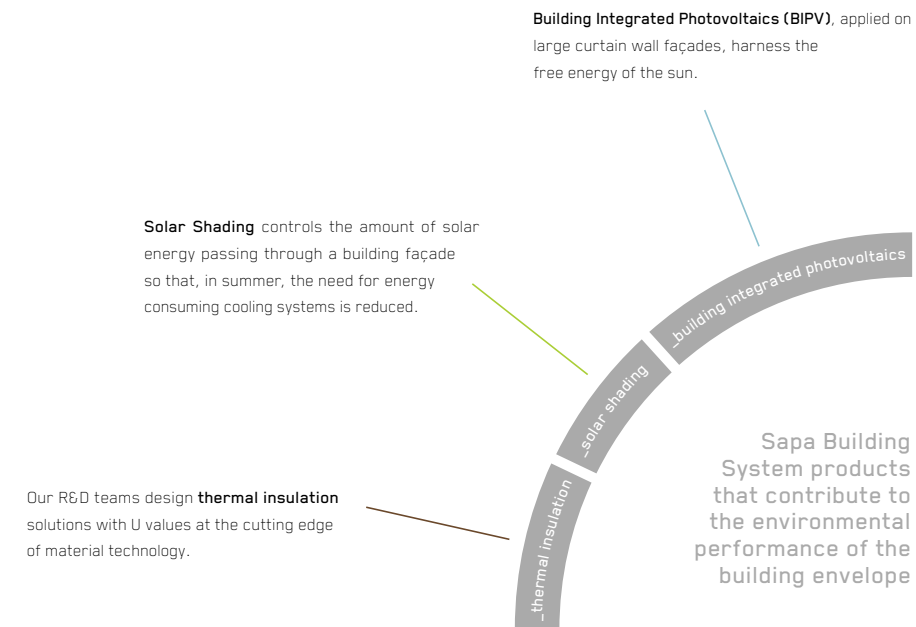 Building Integrated Photovoltaics (BIPV), applied on
large curtain wall façades, harness the
free energy of the sun.
Solar Shading controls the amount of solar
energy passing through a building façade
so that, in summer, the need for energy
consuming cooling systems is reduced.
_building integrated photovoltaics
_solar shading
Sapa Building
System products
that contribute to
the environmental
performance of the
building envelope
Our R&D teams design thermal insulation
solutions with U values at the cutting edge
of material technology.
_thermal insulation